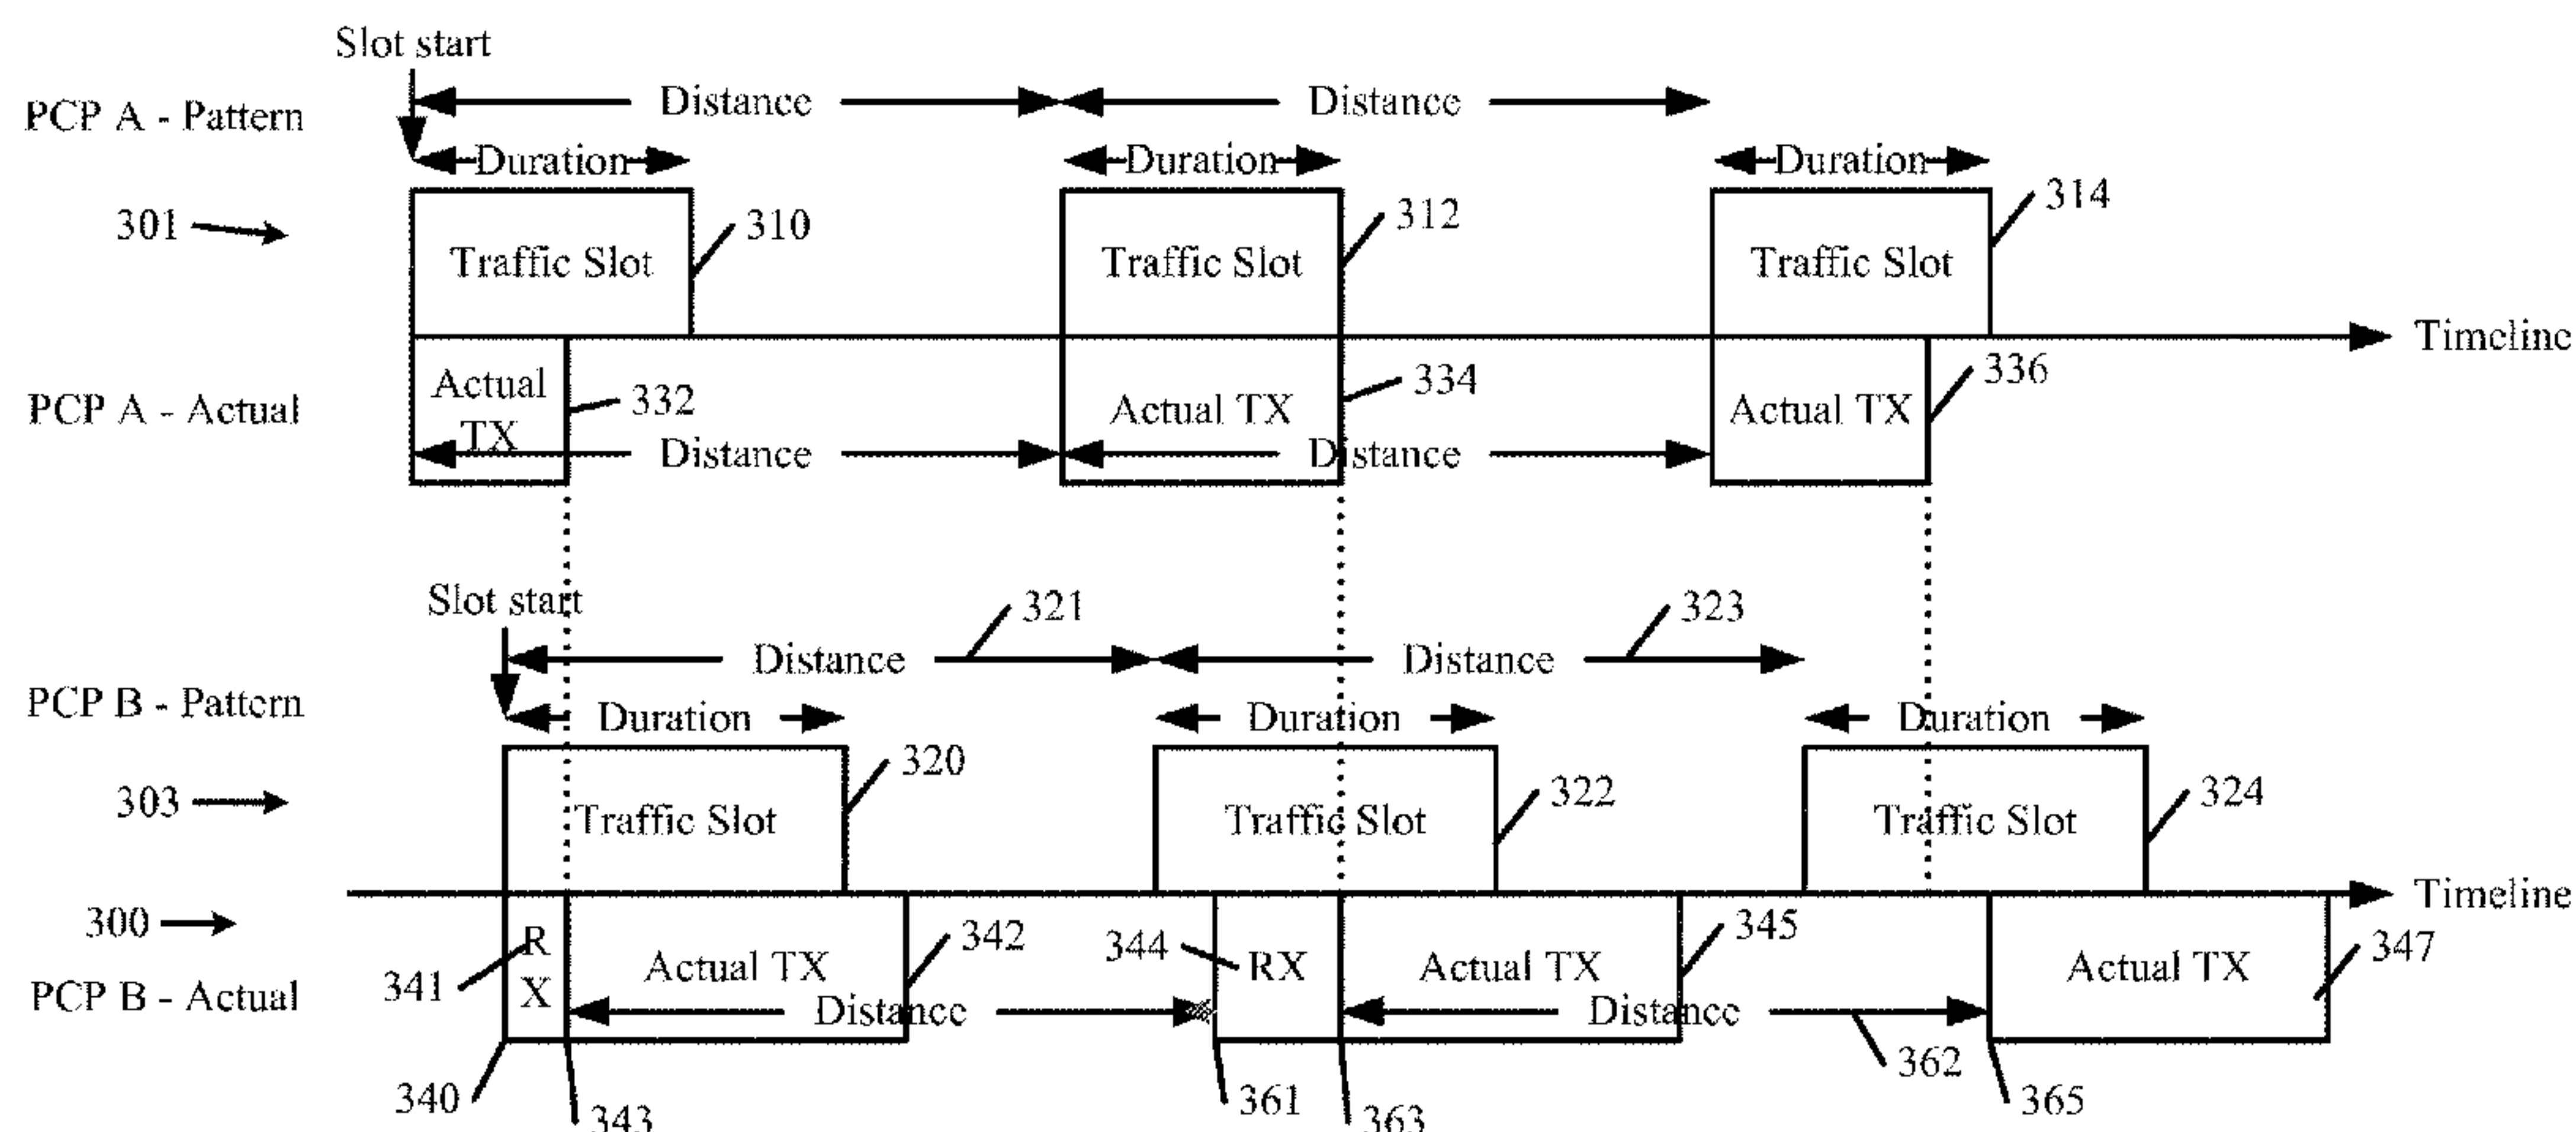 Slot start
PCP A - Pattern
Distance
Distance
Duration
Duration
Duration
301
310
312
314
Traffic Slot
Traffic Slot
Traffic Slot
Timeline
PCP A - Actual
Actual
TX
332
Actual TX
334
Actual TX
336
Distance
Distance
Slot start
321
323
Distance
Distance
PCP B - Pattern
Duration
Duration
Duration
303
320
322
324
Traffic Slot
Traffic Slot
Traffic Slot
Timeline
300
PCP B - Actual
341
R
X
Actual TX
342
344
RX
Actual TX
345
Actual TX
347
Distance
Distance
340
343
361
363
362
365